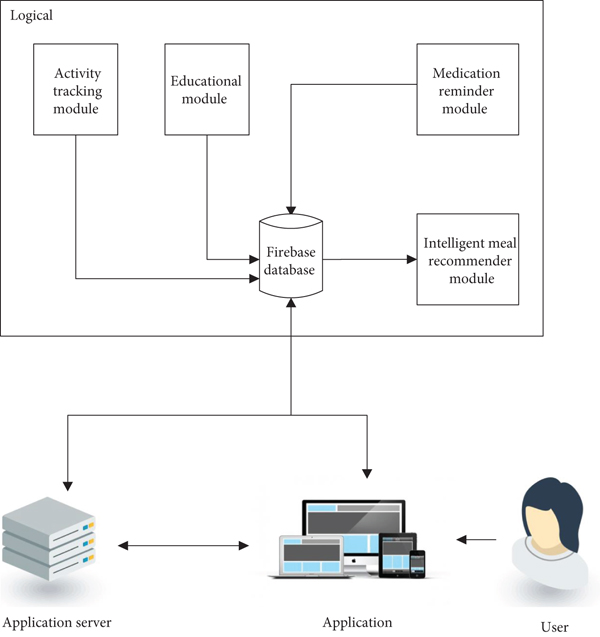 Logical
Activity
tracking
module
Educational
module
Medication
reminder
module
Firebase
database
Intelligent meal
recommender
module
Application server
Application
User